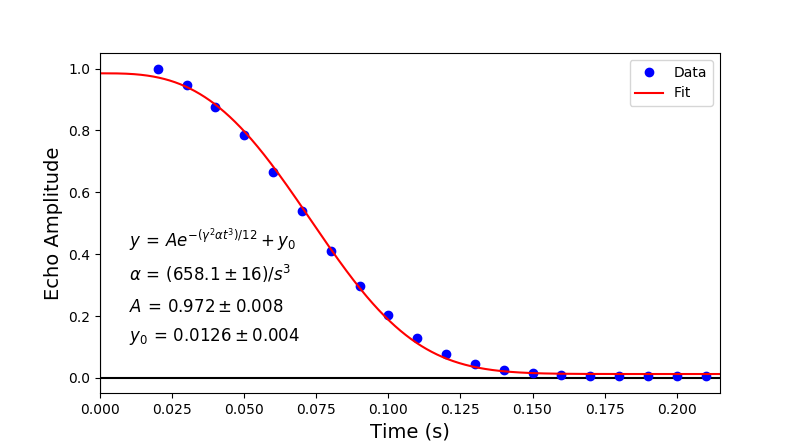 1.0
0.8
0.6
0.4
0.2
0.0
Echo Amplitude
Data
Fit
y = Ae^{-(γ²αt³)/12} + y₀
α = (658.1 ± 16)/s³
A = 0.972 ± 0.008
y₀ = 0.0126 ± 0.004
0.000 0.025 0.050 0.075 0.100 0.125 0.150 0.175 0.200
Time (s)